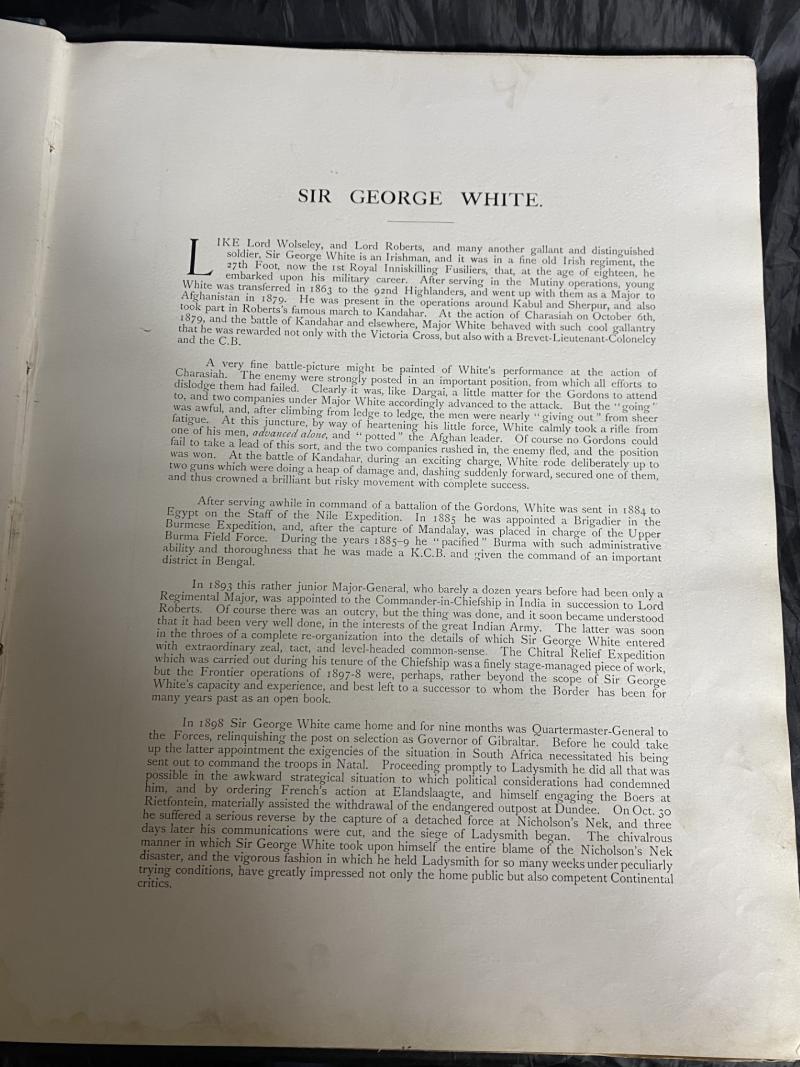 SIR GEORGE WHITE.
LIKE Lord Wolseley, and Lord Roberts, and many another gallant and distinguished
soldier, Sir George White is an Irishman, and it was in a fine old Irish regiment, the
27th Foot, now the 1st Royal Inniskilling Fusiliers, that, at the age of eighteen, he
embarked upon his military career. After serving in the Mutiny operations, young
White was transferred in 1863 to the 92nd Highlanders, and went up with them as a Major to
Afghanistan in 1879. He was present in the operations around Kabul and Sherpur, and also
took part in Roberts's famous march to Kandahar. At the action of Charasiah on October 6th,
1879, and the battle of Kandahar and elsewhere, Major White behaved with such cool gallantry
that he was rewarded not only with the Victoria Cross, but also with a Brevet-Lieutenant-Colonelcy
and the C.B.
A very fine battle-picture might be painted of White's performance at the action of
Charasiah. The enemy were strongly posted in an important position, from which all efforts to
dislodge them had failed. Clearly it was, like Dargai, a little matter for the Gordons to attend
to, and two companies under Major White accordingly advanced to the attack. But the "going"
was awful, and, after climbing from ledge to ledge, the men were nearly "giving out" from sheer
fatigue. At this juncture, by way of heartening his little force, White calmly took a rifle from
one of his men, advanced alone, and "potted" the Afghan leader. Of course no Gordons could
fail to take a lead of this sort, and the two companies rushed in, the enemy fled, and the position
was won. At the battle of Kandahar, during an exciting charge, White rode deliberately up to
two guns which were doing a heap of damage and, dashing suddenly forward, secured one of them,
and thus crowned a brilliant but risky movement with complete success.
After serving awhile in command of a battalion of the Gordons, White was sent in 1884 to
Egypt on the Staff of the Nile Expedition. In 1885 he was appointed a Brigadier in the
Burmese Expedition, and, after the capture of Mandalay, was placed in charge of the Upper
Burma Field Force. During the years 1885-9 he "pacified" Burma with such administrative
ability and thoroughness that he was made a K.C.B. and given the command of an important
district in Bengal.
In 1893 this rather junior Major-General, who barely a dozen years before had been only a
Regimental Major, was appointed to the Commander-in-Chiefship in India in succession to Lord
Roberts. Of course there was an outcry, but the thing was done, and it soon became understood
that it had been very well done, in the interests of the great Indian Army. The latter was soon
in the throes of a complete re-organization into the details of which Sir George White entered
with extraordinary zeal, tact, and level-headed common-sense. The Chitral Relief Expedition
which was carried out during his tenure of the Chiefship was a finely stage-managed piece of work,
but the Frontier operations of 1897-8 were, perhaps, rather beyond the scope of Sir George
White's capacity and experience, and best left to a successor to whom the Border has been for
many years past as an open book.
In 1898 Sir George White came home and for nine months was Quartermaster-General to
the Forces, relinquishing the post on selection as Governor of Gibraltar. Before he could take
up the latter appointment the exigencies of the situation in South Africa necessitated his being
sent out to command the troops in Natal. Proceeding promptly to Ladysmith he did all that was
possible in the awkward strategical situation to which political considerations had condemned
him, and by ordering French's action at Elandslaagte, and himself engaging the Boers at
Rietfontein, materially assisted the withdrawal of the endangered outpost at Dundee. On Oct. 30
he suffered a serious reverse by the capture of a detached force at Nicholson's Nek, and three
days later his communications were cut, and the siege of Ladysmith began. The chivalrous
manner in which Sir George White took upon himself the entire blame of the Nicholson's Nek
disaster, and the vigorous fashion in which he held Ladysmith for so many weeks under peculiarly
trying conditions, have greatly impressed not only the home public but also competent Continental
critics.